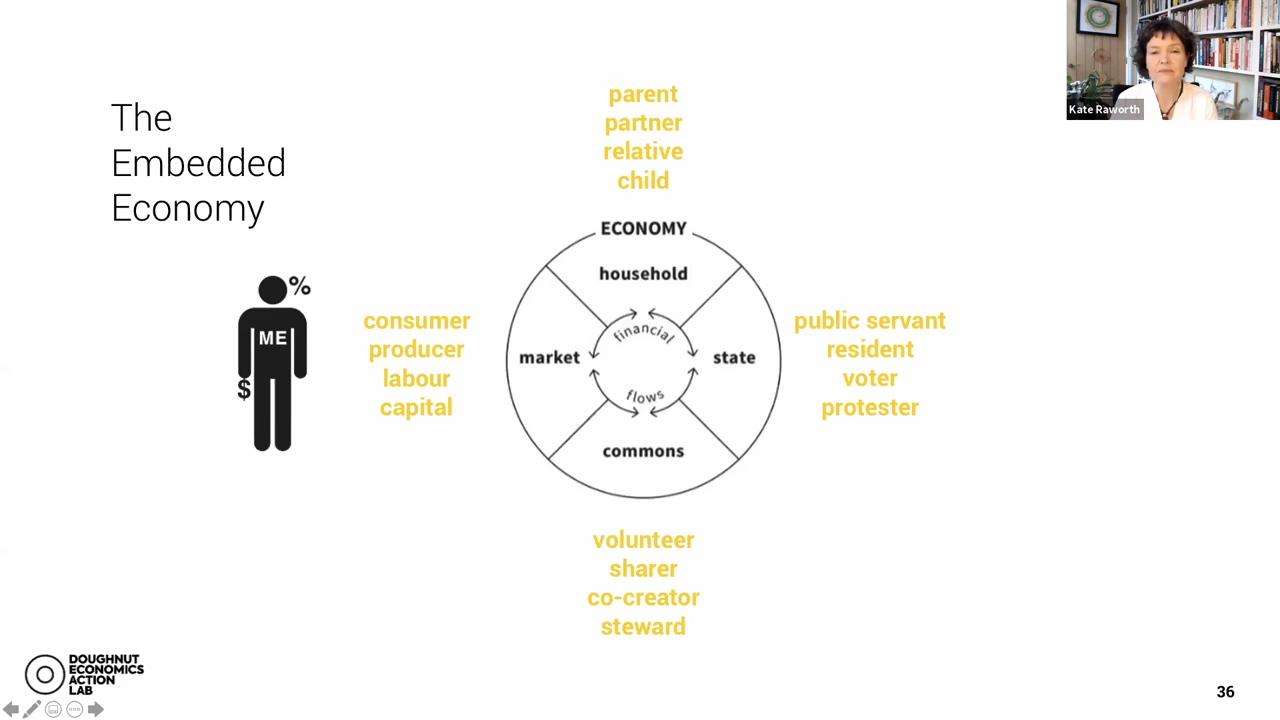 The
Embedded
Economy
Kate Raworth
parent
partner
relative
child
ECONOMY
household
financial
market
state
flows
commons
%
ME
$
consumer
producer
labour
capital
public servant
resident
voter
protester
volunteer
sharer
co-creator
steward
DOUGHNUT
ECONOMICS
ACTION
LAB
36